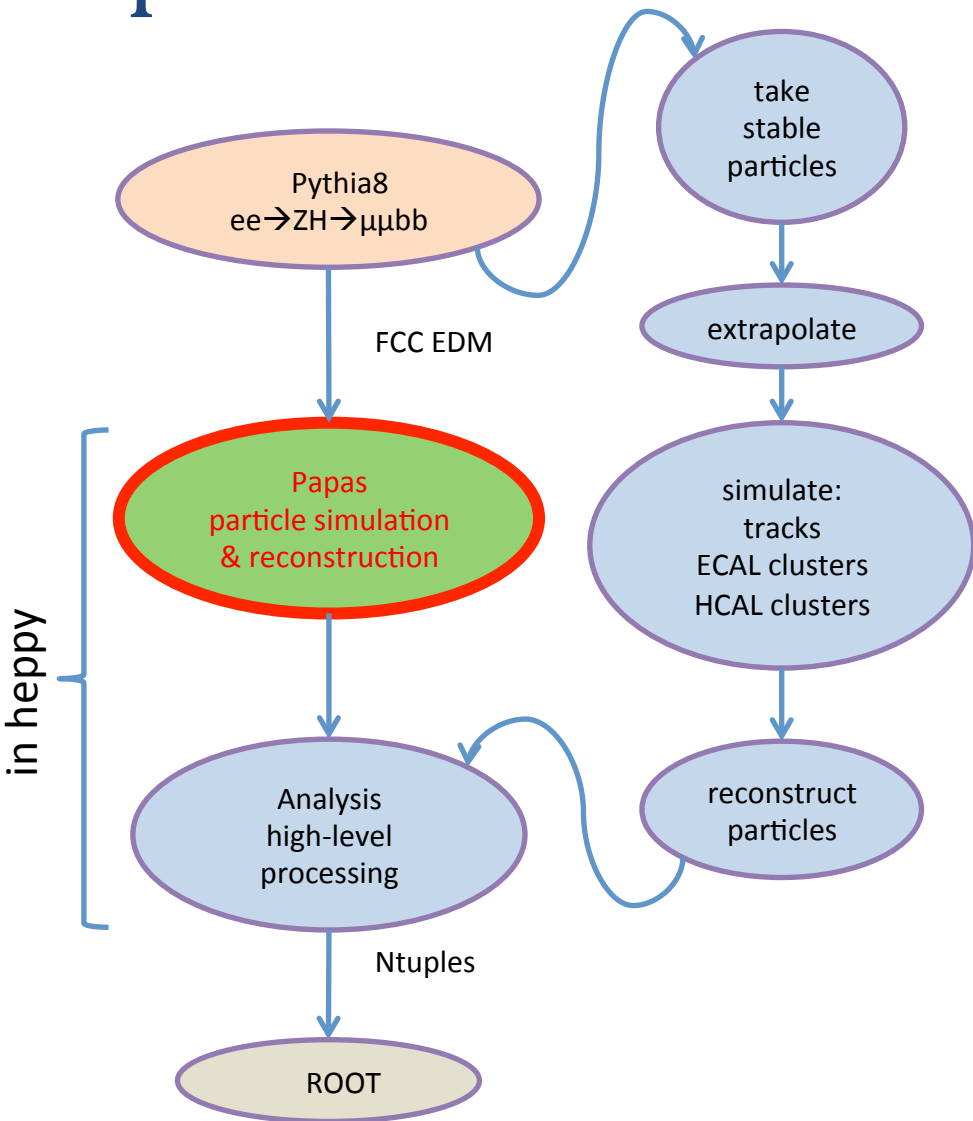 Pythia8
ee→ZH→μμbb
FCC EDM
Papas
particle simulation
& reconstruction
in heppy
Analysis
high-level
processing
Ntuples
ROOT
take
stable
particles
extrapolate
simulate:
tracks
ECAL clusters
HCAL clusters
reconstruct
particles